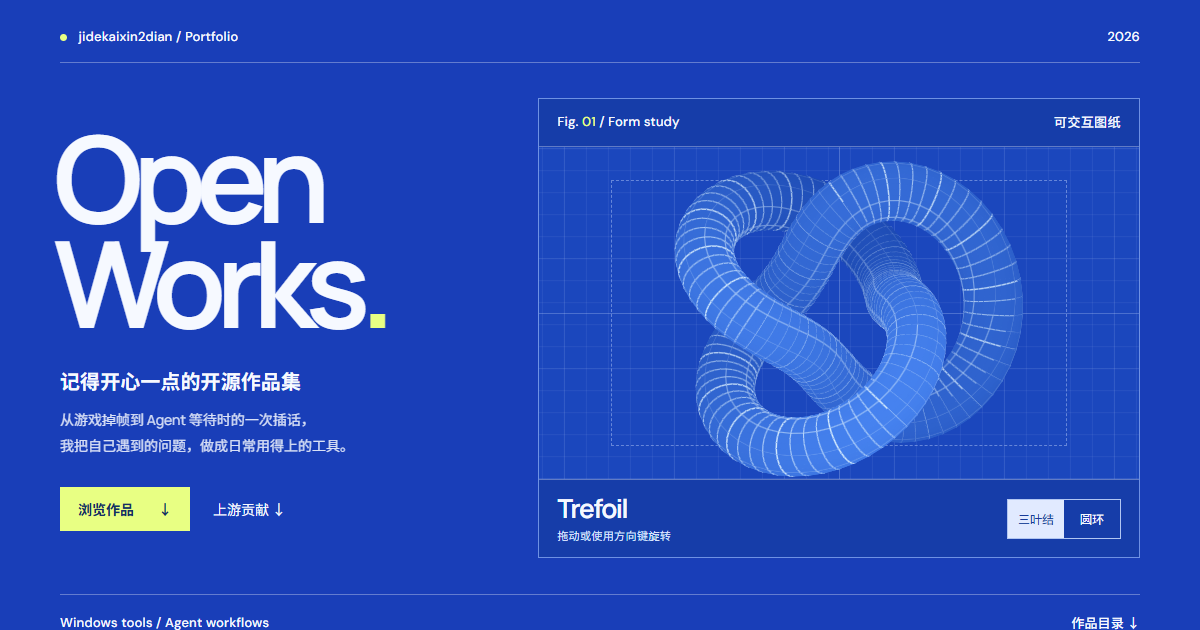 jidekaixin2dian / Portfolio
2026
Open
Works.
记得开心一点的开源作品集
从游戏掉帧到 Agent 等待时的一次插话，
我把自己遇到的问题，做成日常用得上的工具。
浏览作品 ↓
上游贡献 ↓
Fig. 01 / Form study
可交互图纸
Trefoil
拖动或使用方向键旋转
三叶结
圆环
Windows tools / Agent workflows
作品目录 ↓